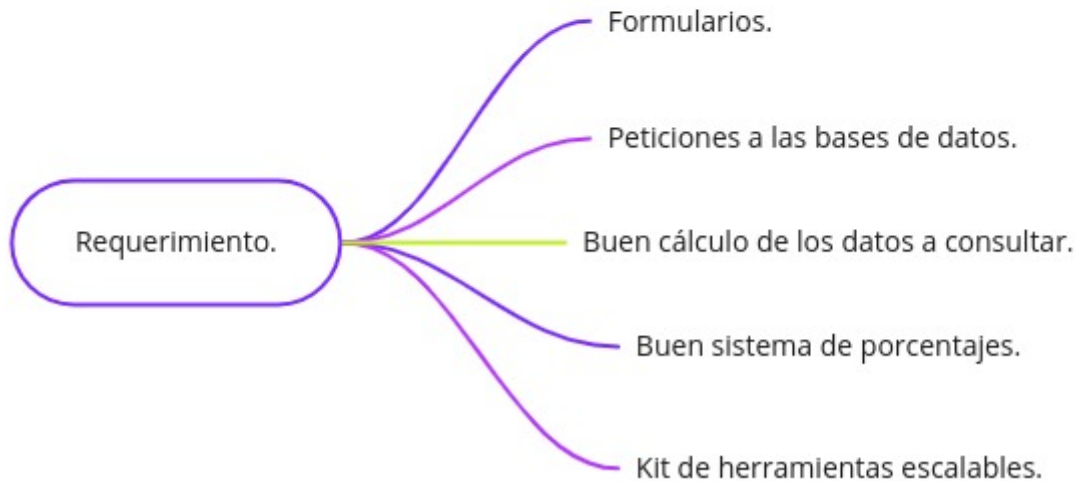 Requerimiento.
Formularios.
Peticiones a las bases de datos.
Buen cálculo de los datos a consultar.
Buen sistema de porcentajes.
Kit de herramientas escalables.